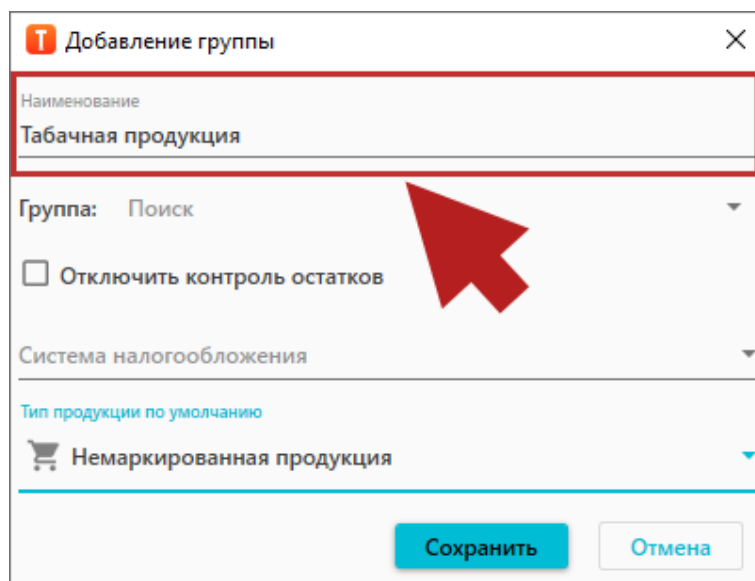 T Добавление группы
Наименование
Табачная продукция
Группа: Поиск
Отключить контроль остатков
Система налогообложения
Тип продукции по умолчанию
Немаркированная продукция
Сохранить Отмена